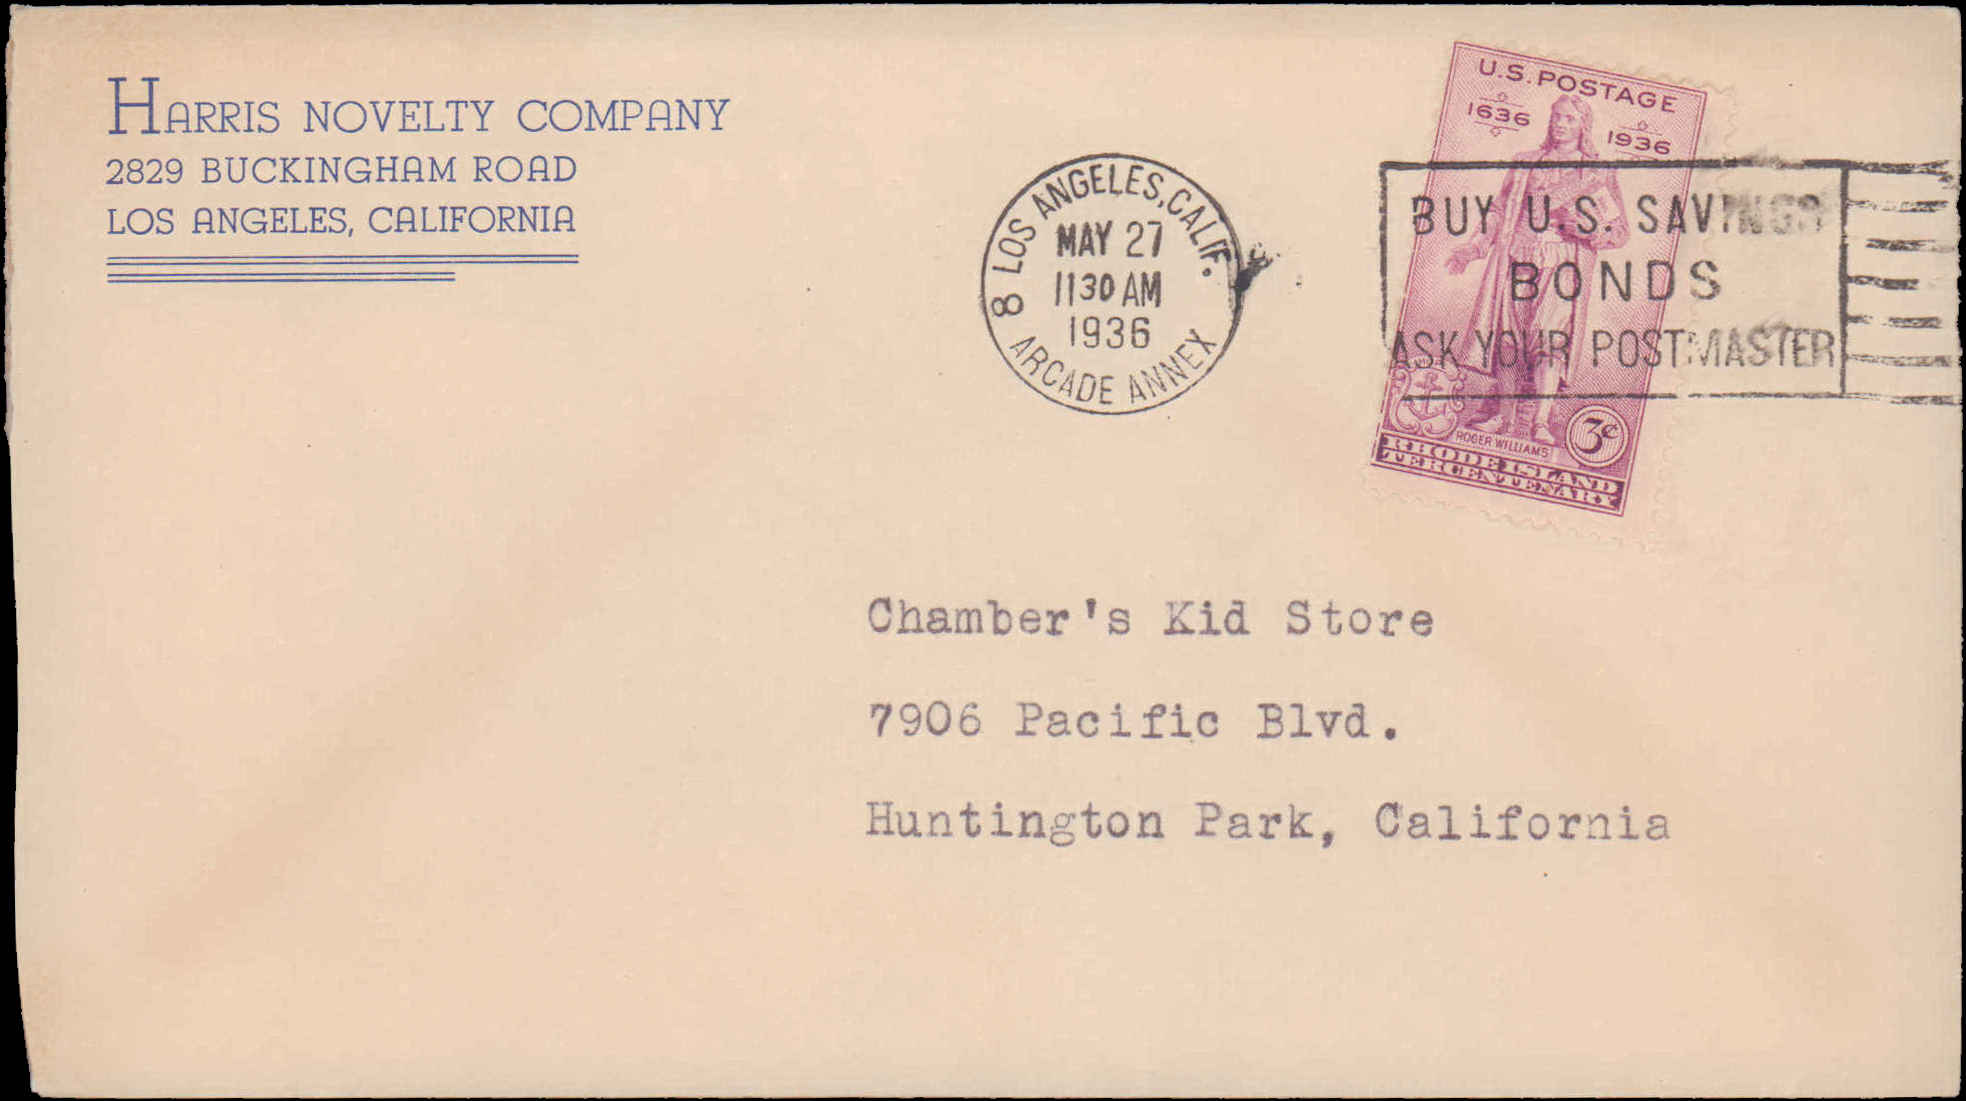 HARRIS NOVELTY COMPANY
2829 BUCKINGHAM ROAD
LOS ANGELES, CALIFORNIA
LOS ANGELES, CALIF.
8
MAY 27
1130 AM
1936
ARCADE ANNEX
U.S. POSTAGE
1636
1936
BUY U.S. SAVINGS
BONDS
ASK YOUR POSTMASTER
ROGER WILLIAMS
3¢
RHODE ISLAND
TERCENTENARY
Chamber's Kid Store
7906 Pacific Blvd.
Huntington Park, California